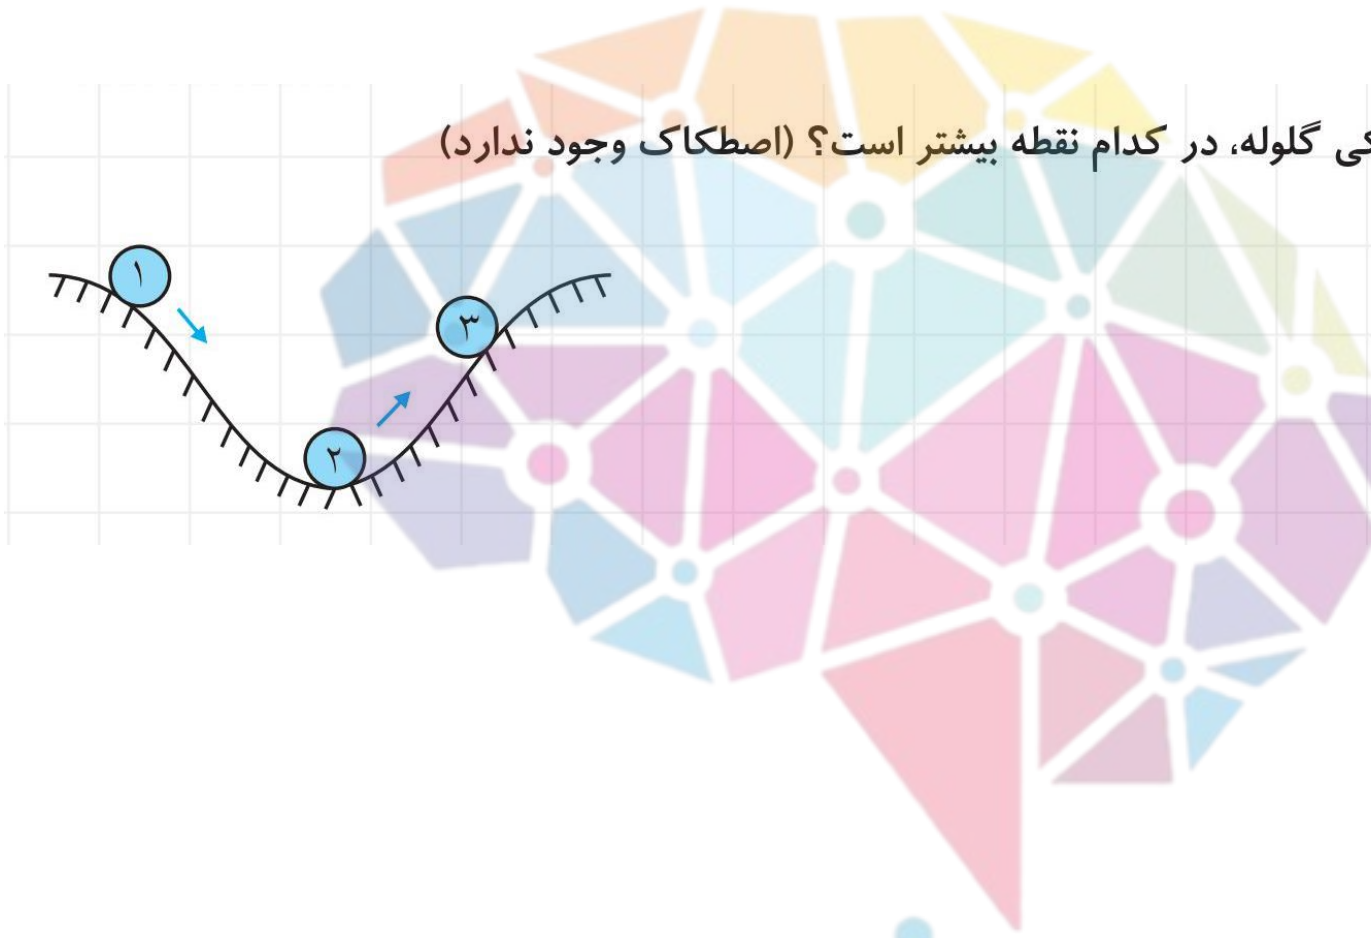 گلوله، در کدام نقطه بیشتر است؟ (اصطکاک وجود ندارد)
۱
۳
۲